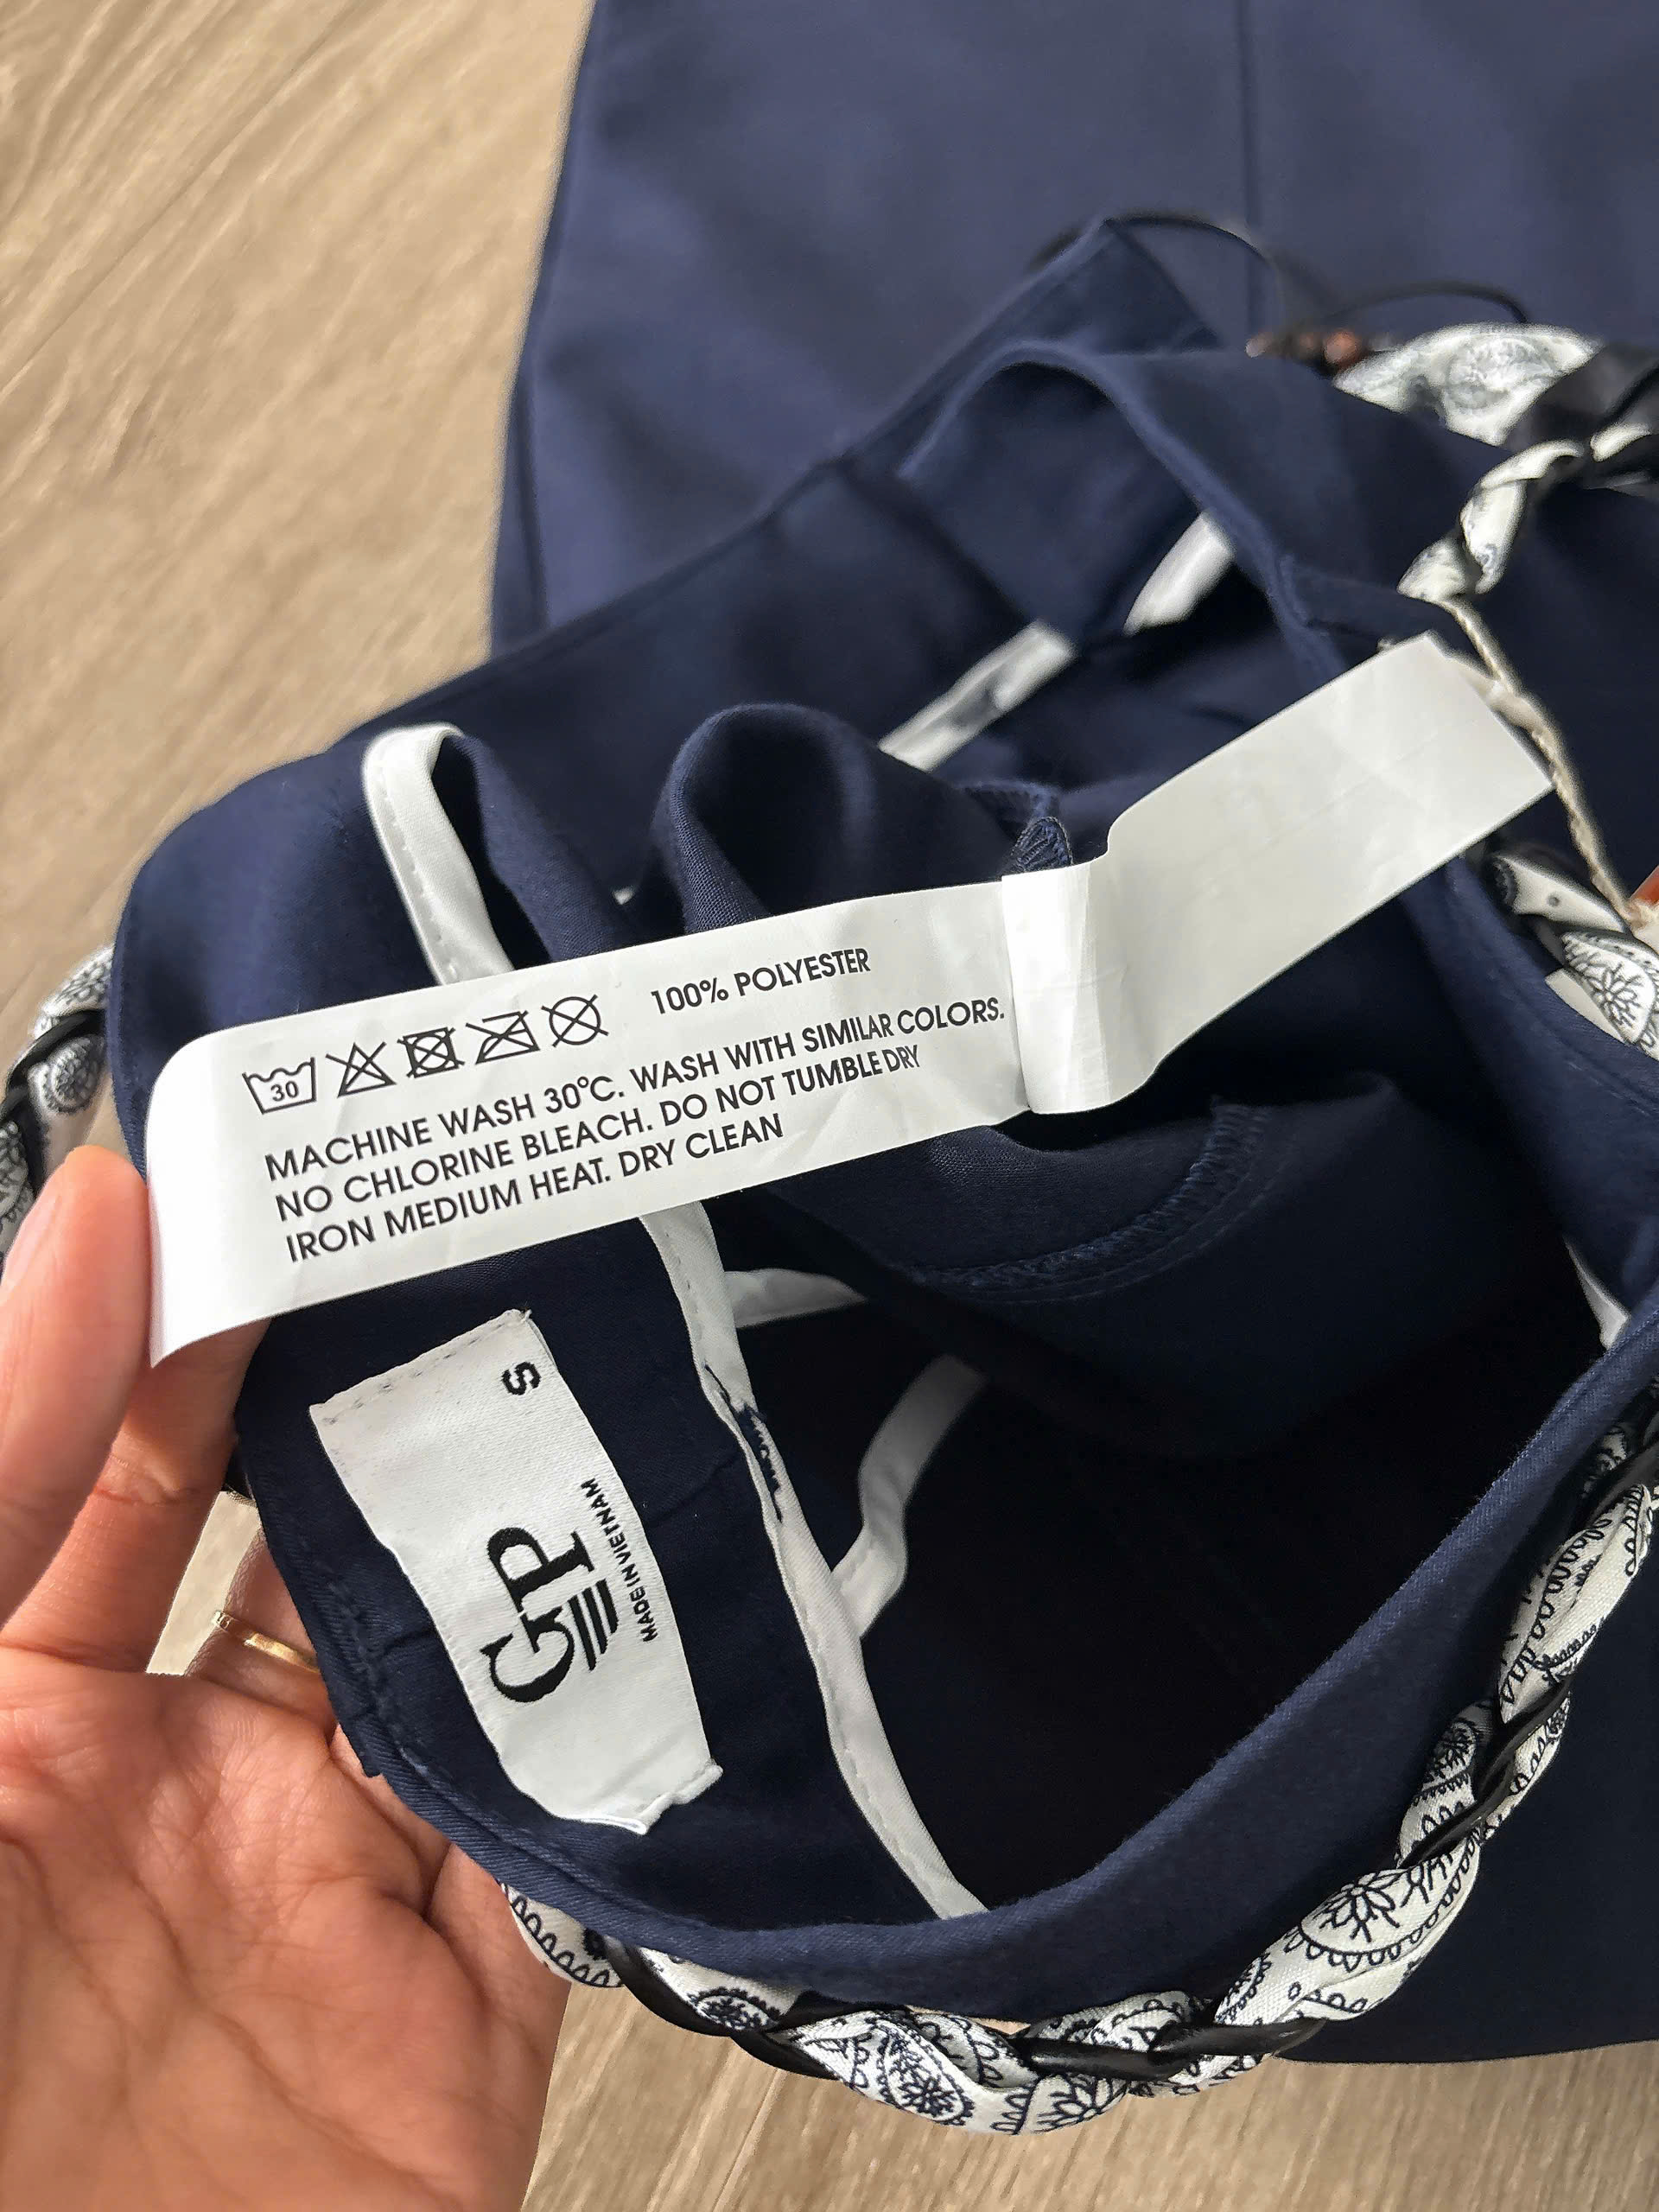 30
100% POLYESTER
MACHINE WASH 30°C. WASH WITH SIMILAR COLORS.
NO CHLORINE BLEACH. DO NOT TUMBLE DRY
IRON MEDIUM HEAT. DRY CLEAN
S
GP
MADE IN VIETNAM